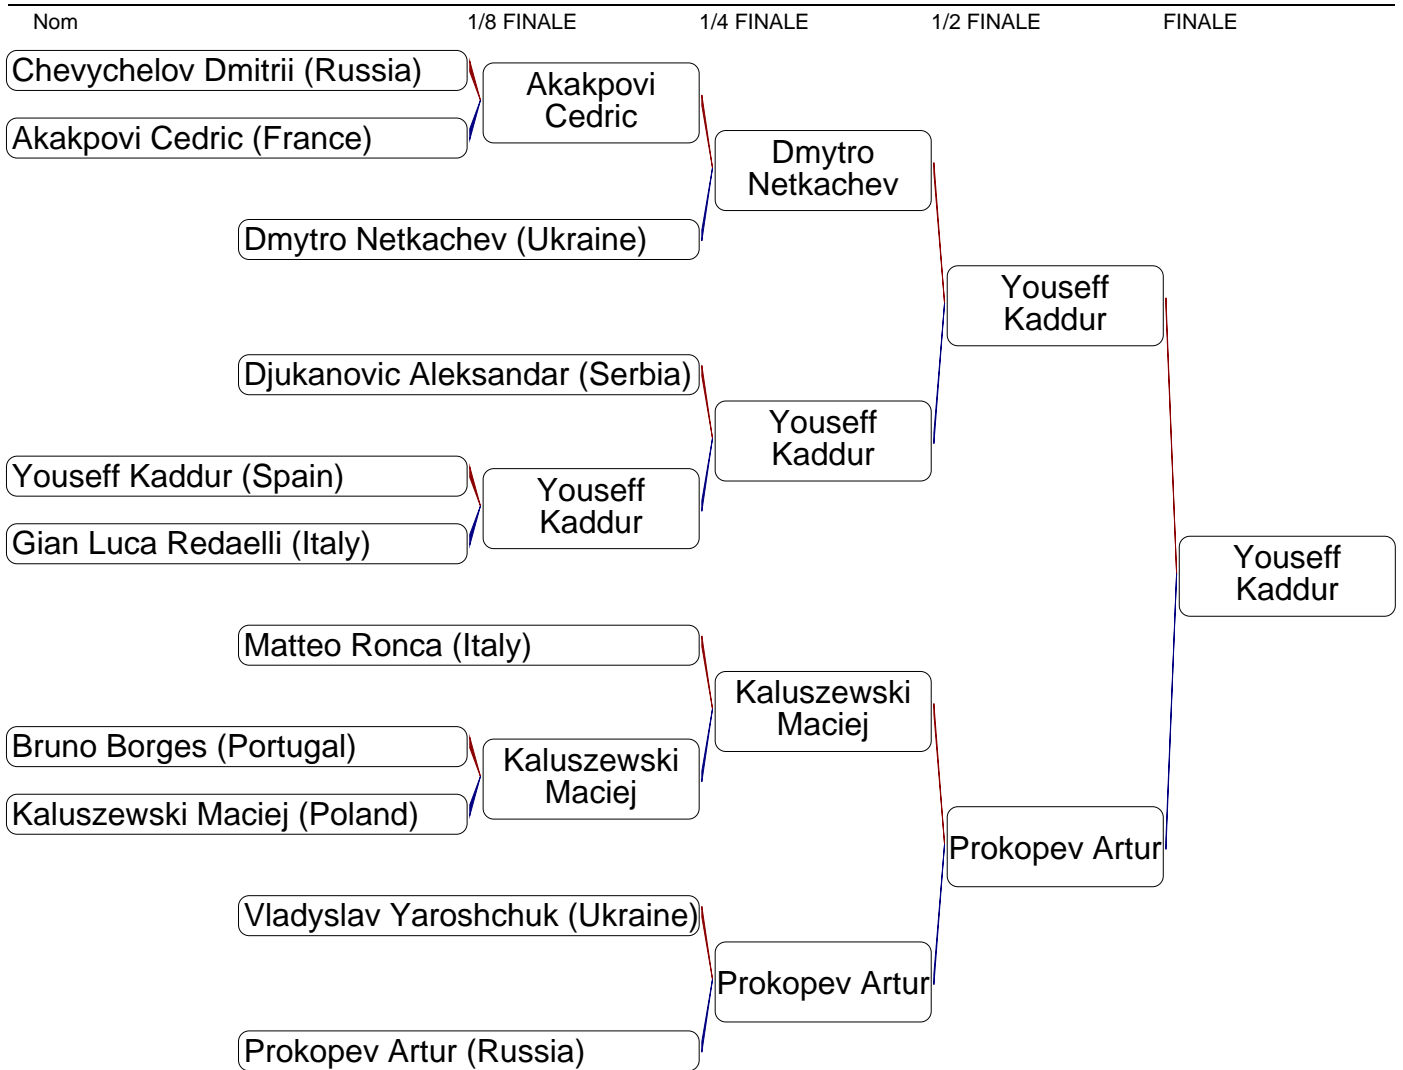 Nom 1/8 FINALE 1/4 FINALE 1/2 FINALE FINALE
Chevychelov Dmitrii (Russia)
Akakpovi
Cedric
Akakpovi Cedric (France)
Dmytro
Netkachev
Dmytro Netkachev (Ukraine)
Youseff
Kaddur
Djukanovic Aleksandar (Serbia)
Youseff
Kaddur
Youseff Kaddur (Spain)
Youseff
Kaddur
Gian Luca Redaelli (Italy)
Youseff
Kaddur
Matteo Ronca (Italy)
Kaluszewski
Maciej
Bruno Borges (Portugal)
Kaluszewski
Maciej
Kaluszewski Maciej (Poland)
Prokopev Artur
Vladyslav Yaroshchuk (Ukraine)
Prokopev Artur
Prokopev Artur (Russia)